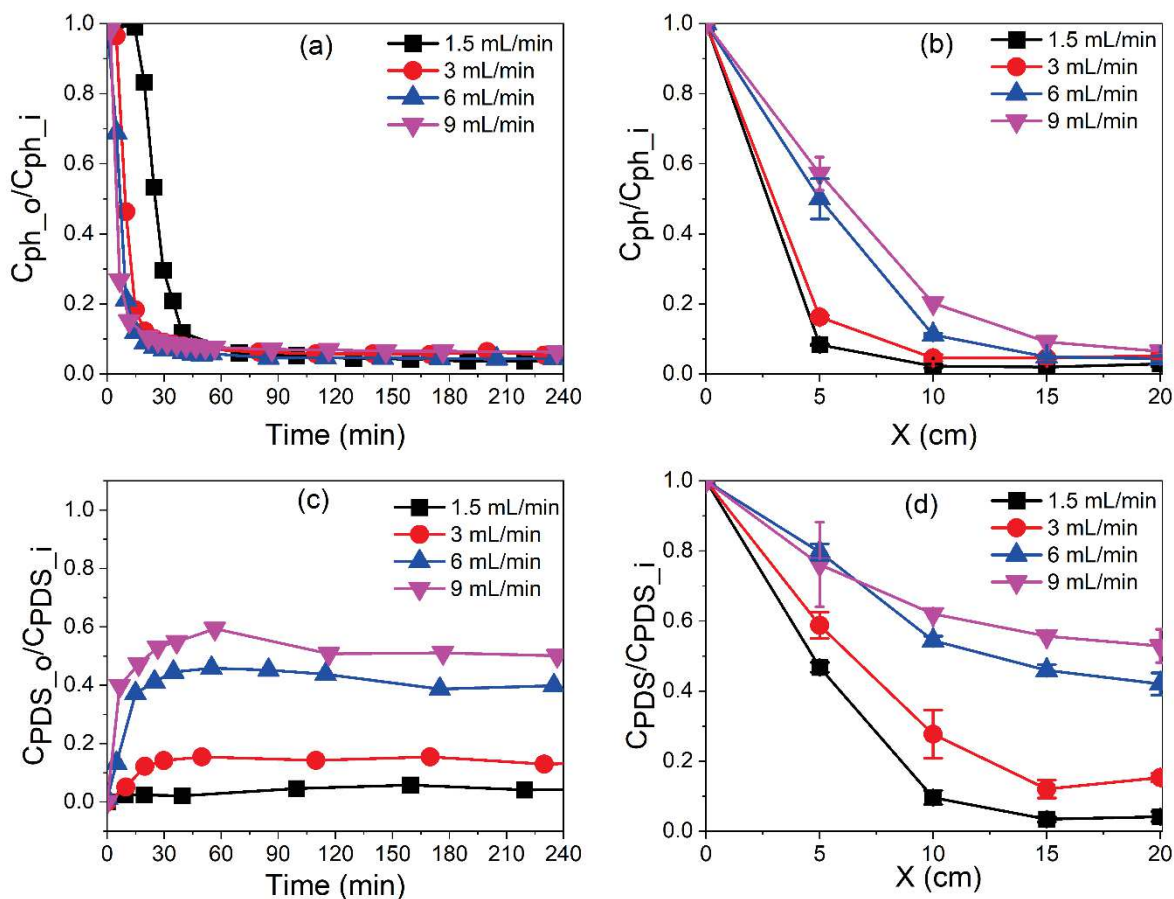 (a)
1.5 mL/min
3 mL/min
6 mL/min
9 mL/min
Cph_o/Cph_i
1.0
0.8
0.6
0.4
0.2
0.0
0 30 60 90 120 150 180 210 240
Time (min)
(b)
1.5 mL/min
3 mL/min
6 mL/min
9 mL/min
Cph/Cph_i
1.0
0.8
0.6
0.4
0.2
0.0
0 5 10 15 20
X (cm)
(c)
1.5 mL/min
3 mL/min
6 mL/min
9 mL/min
CPDS_o/CPDS_i
1.0
0.8
0.6
0.4
0.2
0.0
0 30 60 90 120 150 180 210 240
Time (min)
(d)
1.5 mL/min
3 mL/min
6 mL/min
9 mL/min
CPDS/CPDS_i
1.0
0.8
0.6
0.4
0.2
0.0
0 5 10 15 20
X (cm)